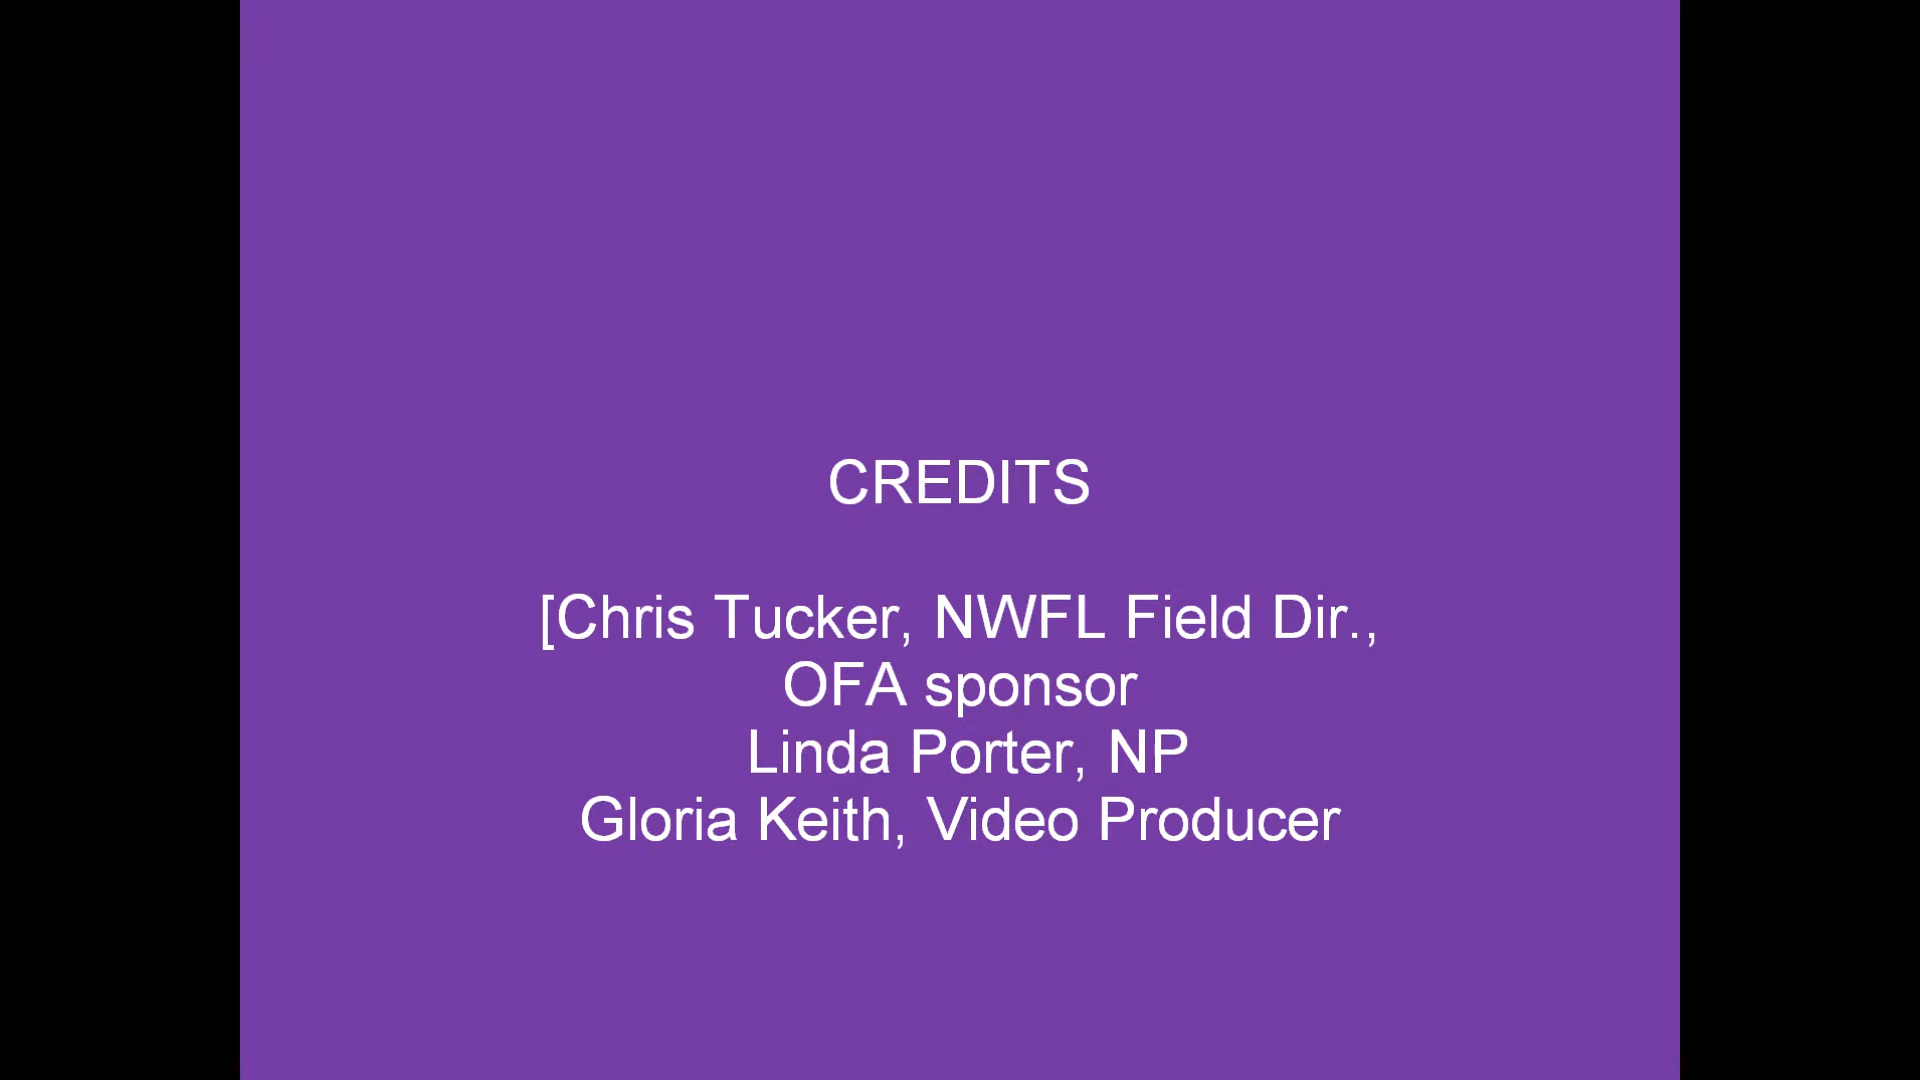 CREDITS
[Chris Tucker, NWFL Field Dir.,
OFA sponsor
Linda Porter, NP
Gloria Keith, Video Producer